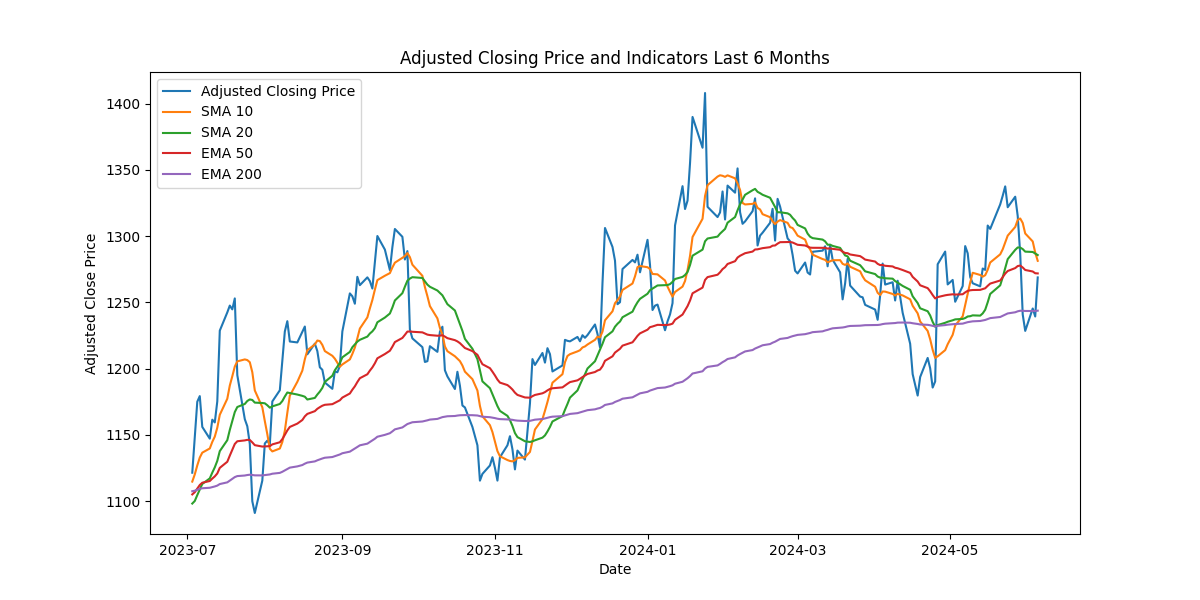 Adjusted Closing Price and Indicators Last 6 Months
Adjusted Closing Price
SMA 10
SMA 20
EMA 50
EMA 200
Adjusted Close Price
1400
1350
1300
1250
1200
1150
1100
2023-07
2023-09
2023-11
2024-01
2024-03
2024-05
Date